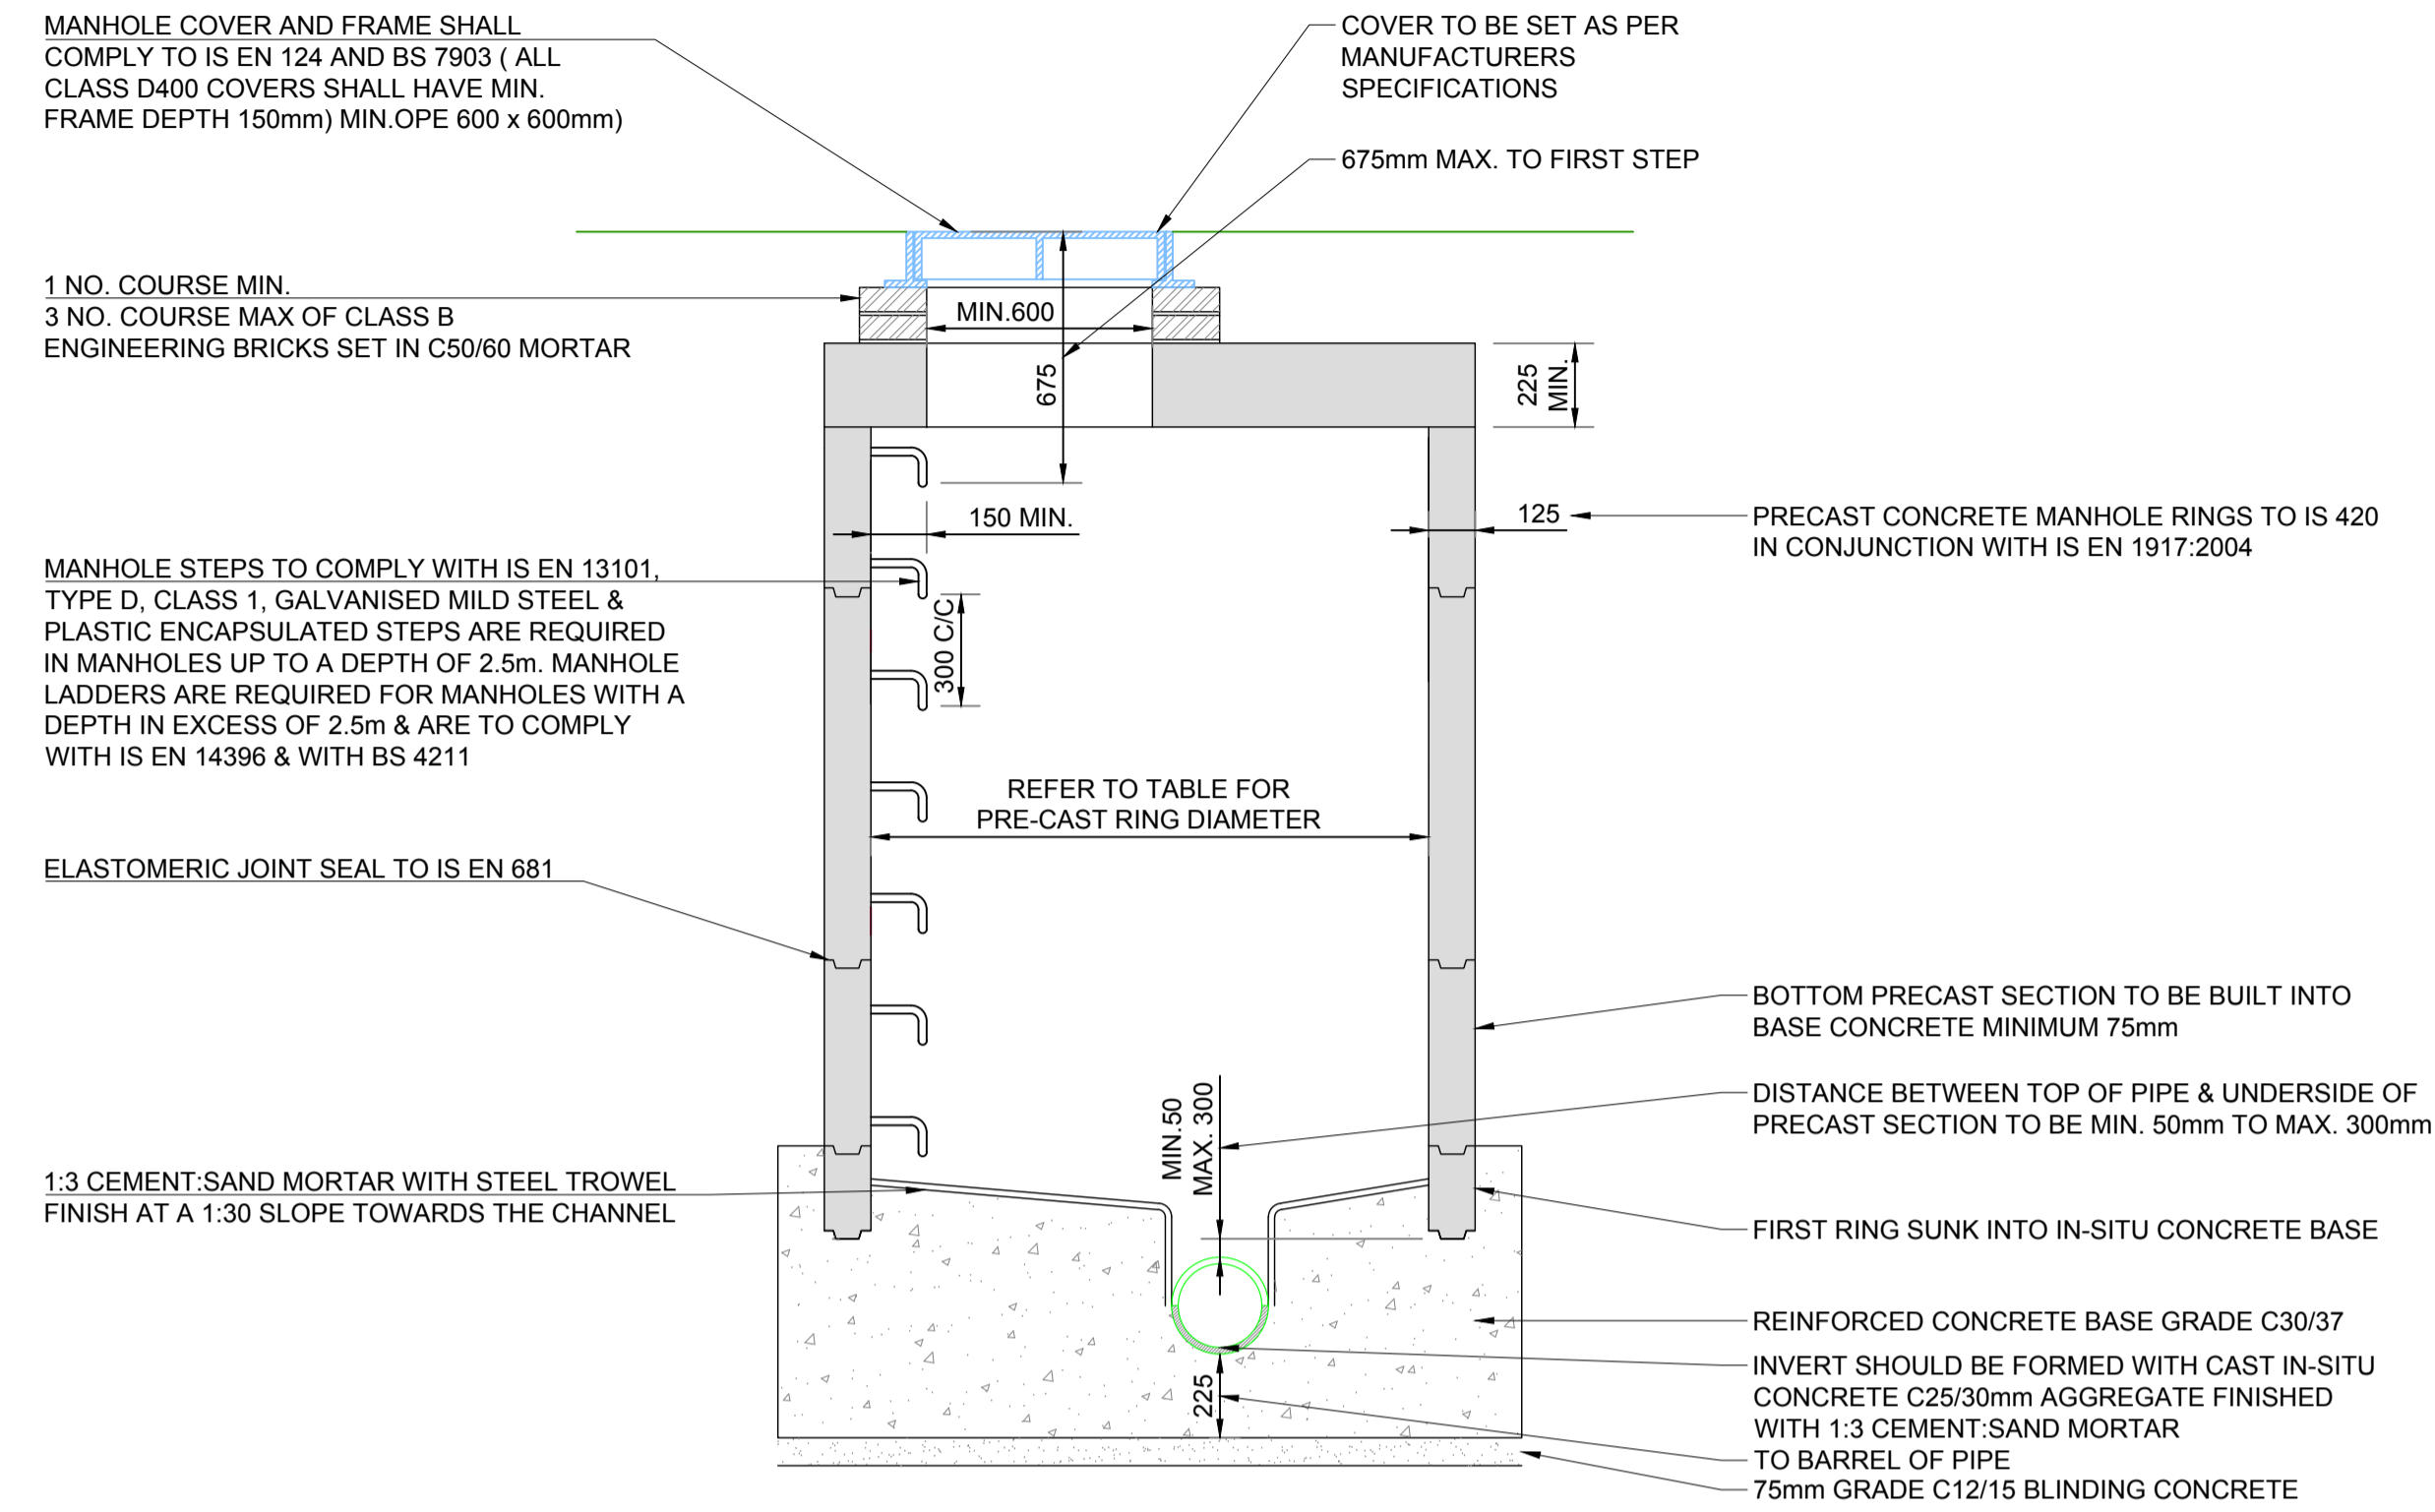 MANHOLE COVER AND FRAME SHALL
COMPLY TO IS EN 124 AND BS 7903 ( ALL
CLASS D400 COVERS SHALL HAVE MIN.
FRAME DEPTH 150mm) MIN.OPE 600 x 600mm)
COVER TO BE SET AS PER
MANUFACTURERS
SPECIFICATIONS
675mm MAX. TO FIRST STEP
1 NO. COURSE MIN.
3 NO. COURSE MAX OF CLASS B
ENGINEERING BRICKS SET IN C50/60 MORTAR
MIN.600
675
225
MIN.
150 MIN.
125
PRECAST CONCRETE MANHOLE RINGS TO IS 420
IN CONJUNCTION WITH IS EN 1917:2004
MANHOLE STEPS TO COMPLY WITH IS EN 13101,
TYPE D, CLASS 1, GALVANISED MILD STEEL &
PLASTIC ENCAPSULATED STEPS ARE REQUIRED
IN MANHOLES UP TO A DEPTH OF 2.5m. MANHOLE
LADDERS ARE REQUIRED FOR MANHOLES WITH A
DEPTH IN EXCESS OF 2.5m & ARE TO COMPLY
WITH IS EN 14396 & WITH BS 4211
300 C/C
REFER TO TABLE FOR
PRE-CAST RING DIAMETER
ELASTOMERIC JOINT SEAL TO IS EN 681
BOTTOM PRECAST SECTION TO BE BUILT INTO
BASE CONCRETE MINIMUM 75mm
MIN.50
MAX. 300
DISTANCE BETWEEN TOP OF PIPE & UNDERSIDE OF
PRECAST SECTION TO BE MIN. 50mm TO MAX. 300mm
1:3 CEMENT:SAND MORTAR WITH STEEL TROWEL
FINISH AT A 1:30 SLOPE TOWARDS THE CHANNEL
FIRST RING SUNK INTO IN-SITU CONCRETE BASE
REINFORCED CONCRETE BASE GRADE C30/37
INVERT SHOULD BE FORMED WITH CAST IN-SITU
CONCRETE C25/30mm AGGREGATE FINISHED
WITH 1:3 CEMENT:SAND MORTAR
225
TO BARREL OF PIPE
75mm GRADE C12/15 BLINDING CONCRETE